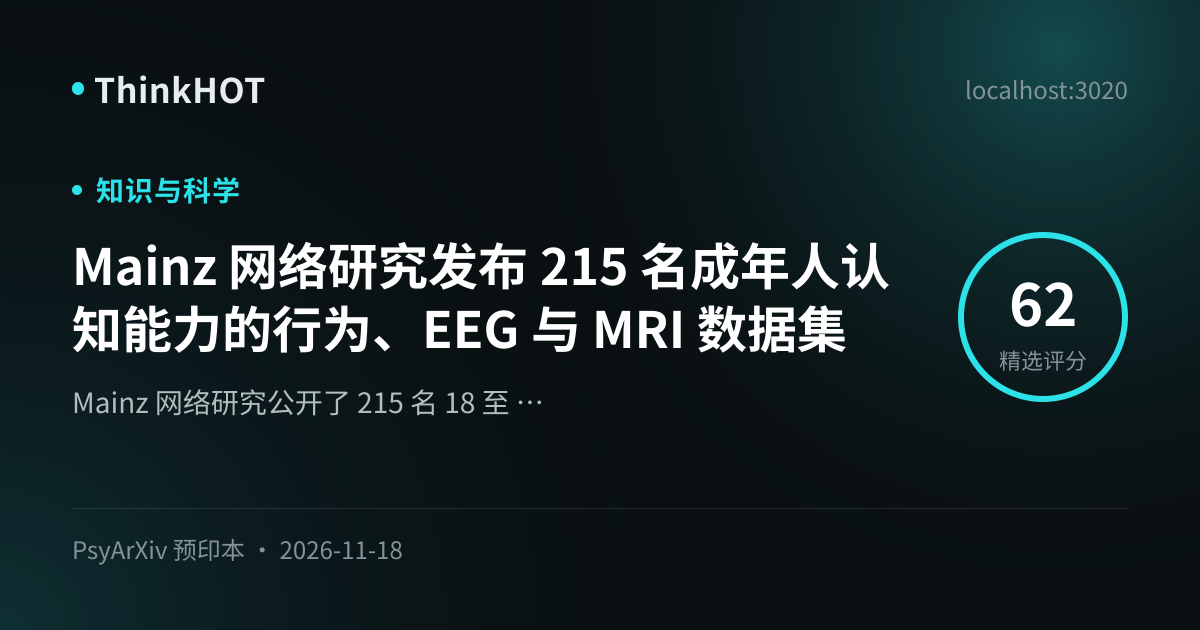 ThinkHOT
localhost:3020
知识与科学
Mainz 网络研究发布 215 名成年人认
知能力的行为、EEG 与 MRI 数据集
62
精选评分
Mainz 网络研究公开了 215 名 18 至 …
PsyArXiv 预印本 · 2026-11-18